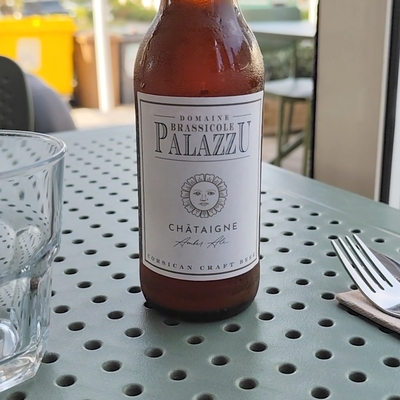 DOMAINE
BRASSICOLE
PALAZZU
CHÂTAIGNE
Amber Ale
CORSICAN CRAFT BEER